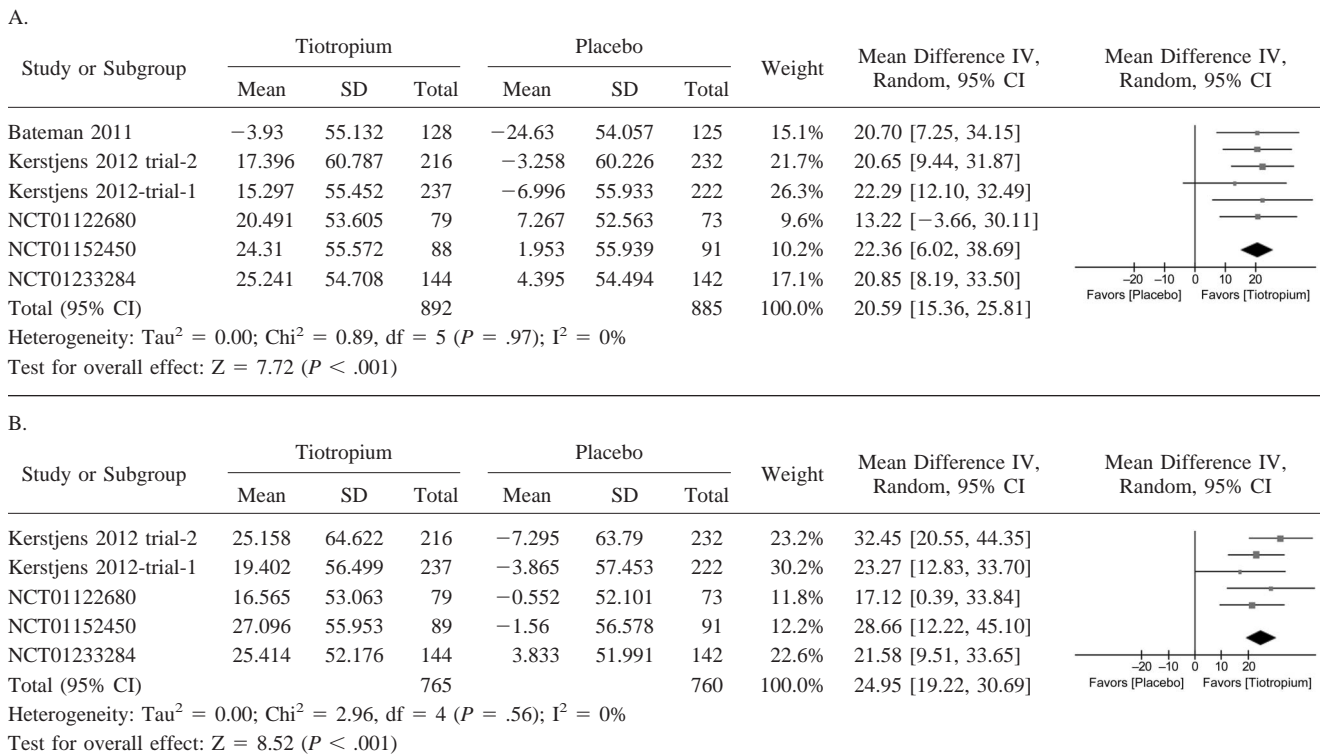 A.
Study or Subgroup Tiotropium Placebo Weight Mean Difference IV, Random, 95% CI Mean Difference IV, Random, 95% CI
Mean SD Total Mean SD Total
Bateman 2011 −3.93 55.132 128 −24.63 54.057 125 15.1% 20.70 [7.25, 34.15]
Kerstjens 2012 trial-2 17.396 60.787 216 −3.258 60.226 232 21.7% 20.65 [9.44, 31.87]
Kerstjens 2012-trial-1 15.297 55.452 237 −6.996 55.933 222 26.3% 22.29 [12.10, 32.49]
NCT01122680 20.491 53.605 79 7.267 52.563 73 9.6% 13.22 [−3.66, 30.11]
NCT01152450 24.31 55.572 88 1.953 55.939 91 10.2% 22.36 [6.02, 38.69]
NCT01233284 25.241 54.708 144 4.395 54.494 142 17.1% 20.85 [8.19, 33.50]
−20 −10 0 10 20
Favors [Placebo] Favors [Tiotropium]
Total (95% CI) 892 885 100.0% 20.59 [15.36, 25.81]
Heterogeneity: Tau² = 0.00; Chi² = 0.89, df = 5 (P = .97); I² = 0%
Test for overall effect: Z = 7.72 (P < .001)
B.
Study or Subgroup Tiotropium Placebo Weight Mean Difference IV, Random, 95% CI Mean Difference IV, Random, 95% CI
Mean SD Total Mean SD Total
Kerstjens 2012 trial-2 25.158 64.622 216 −7.295 63.79 232 23.2% 32.45 [20.55, 44.35]
Kerstjens 2012-trial-1 19.402 56.499 237 −3.865 57.453 222 30.2% 23.27 [12.83, 33.70]
NCT01122680 16.565 53.063 79 −0.552 52.101 73 11.8% 17.12 [0.39, 33.84]
NCT01152450 27.096 55.953 89 −1.56 56.578 91 12.2% 28.66 [12.22, 45.10]
NCT01233284 25.414 52.176 144 3.833 51.991 142 22.6% 21.58 [9.51, 33.65]
−20 −10 0 10 20
Total (95% CI) 765 760 100.0% 24.95 [19.22, 30.69]
Favors [Placebo] Favors [Tiotropium]
Heterogeneity: Tau² = 0.00; Chi² = 2.96, df = 4 (P = .56); I² = 0%
Test for overall effect: Z = 8.52 (P < .001)